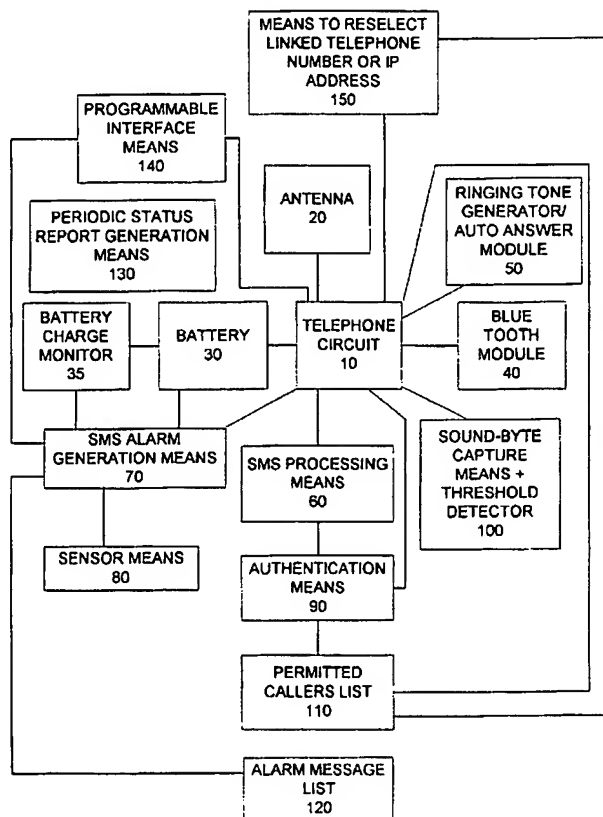 MEANS TO RESELECT
LINKED TELEPHONE
NUMBER OR IP
ADDRESS
150
PROGRAMMABLE
INTERFACE
MEANS
140
ANTENNA
20
RINGING TONE
GENERATOR/
AUTO ANSWER
MODULE
50
PERIODIC STATUS
REPORT GENERATION
MEANS
130
BATTERY
CHARGE
MONITOR
35
BATTERY
30
TELEPHONE
CIRCUIT
10
BLUE
TOOTH
MODULE
40
SMS ALARM
GENERATION MEANS
70
SMS PROCESSING
MEANS
60
SOUND-BYTE
CAPTURE
MEANS +
THRESHOLD
DETECTOR
100
SENSOR MEANS
80
AUTHENTICATION
MEANS
90
PERMITTED
CALLERS LIST
110
ALARM MESSAGE
LIST
120